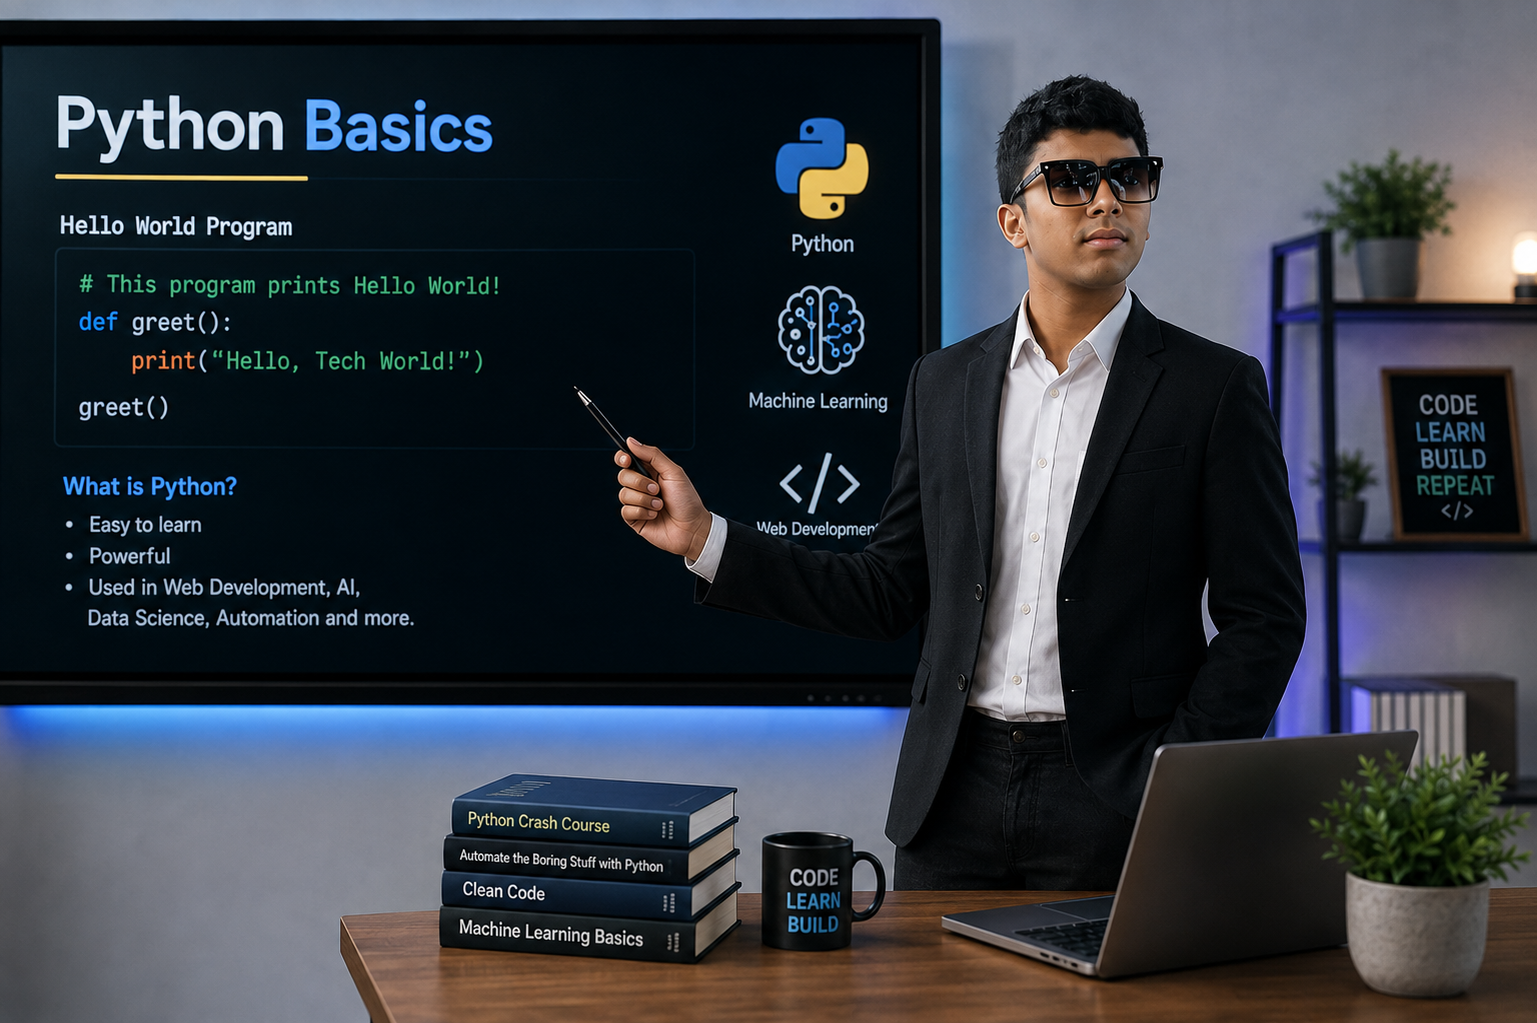 Python Basics
Hello World Program
# This program prints Hello World!
def greet():
    print(“Hello, Tech World!”)
greet()
What is Python?
• Easy to learn
• Powerful
• Used in Web Development, AI,
Data Science, Automation and more.
Python
Machine Learning
</>
Web Development
CODE
LEARN
BUILD
REPEAT
</>
Python Crash Course
Automate the Boring Stuff with Python
Clean Code
Machine Learning Basics
CODE
LEARN
BUILD